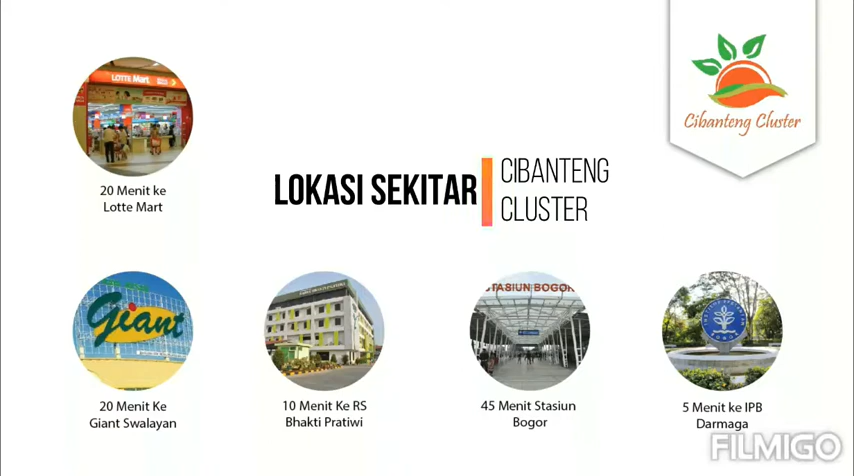 Cibanteng Cluster
LOTTE Mart
20 Menit ke
Lotte Mart
LOKASI SEKITAR
CIBANTENG
CLUSTER
Giant
20 Menit Ke
Giant Swalayan
10 Menit Ke RS
Bhakti Pratiwi
STASIUN BOGOR
45 Menit Stasiun
Bogor
5 Menit ke IPB
Darmaga
FILMIGO